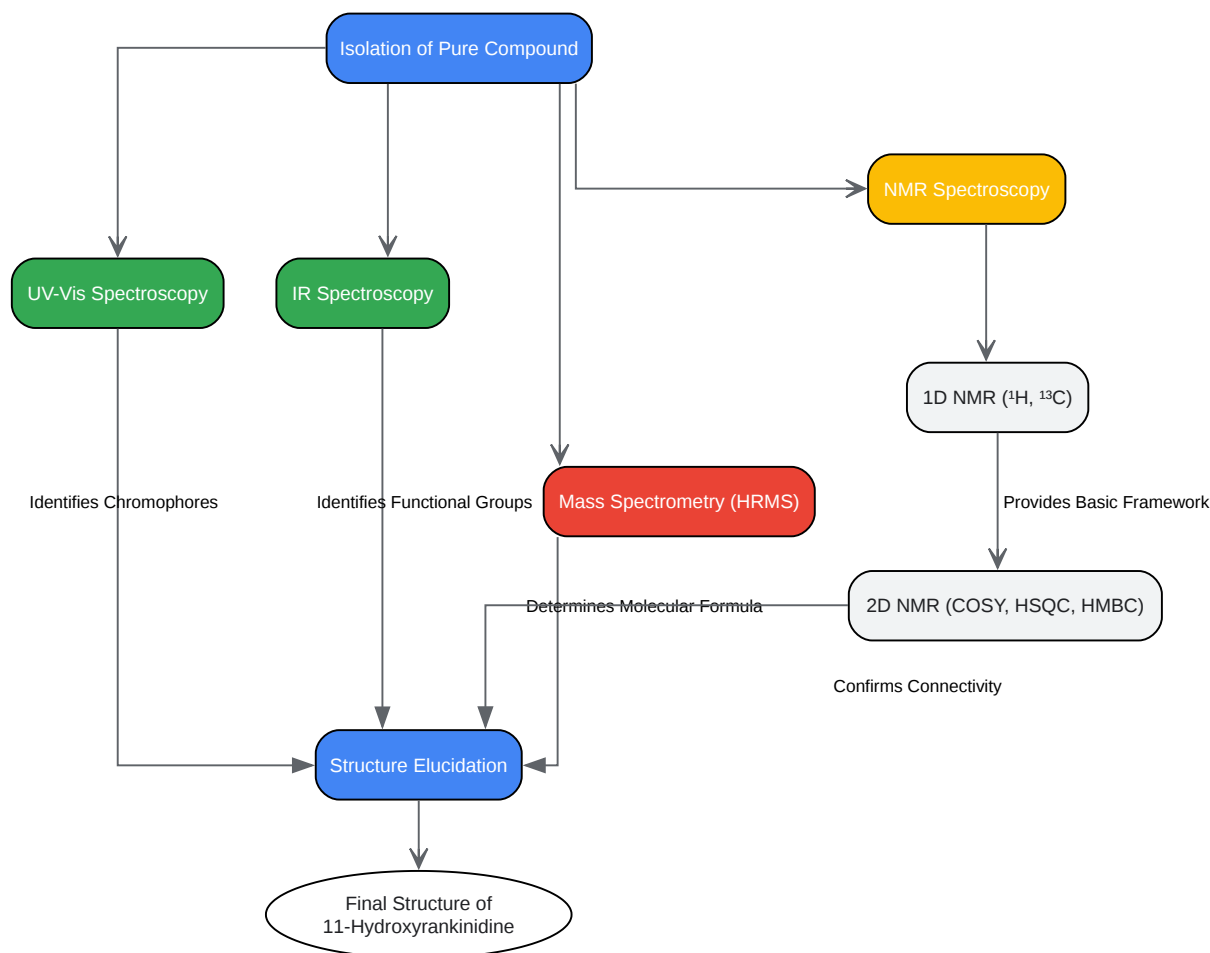 Isolation of Pure Compound
NMR Spectroscopy
UV-Vis Spectroscopy
IR Spectroscopy
1D NMR (¹H, ¹³C)
Identifies Chromophores
Identifies Functional Groups
Mass Spectrometry (HRMS)
Provides Basic Framework
Determines Molecular Formula
2D NMR (COSY, HSQC, HMBC)
Confirms Connectivity
Structure Elucidation
Final Structure of
11-Hydroxyrankinidine